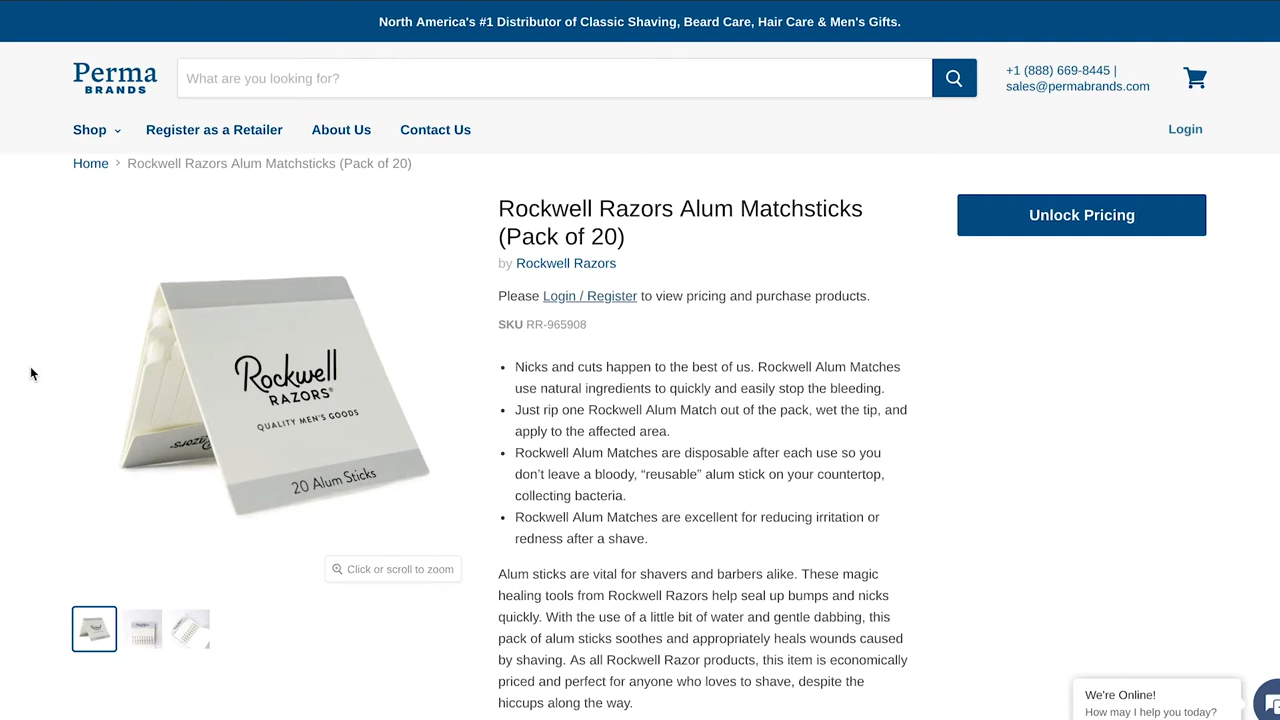 North America's #1 Distributor of Classic Shaving, Beard Care, Hair Care & Men's Gifts.
Perma
BRANDS
What are you looking for?
+1 (888) 669-8445 |
sales@permabrands.com
Shop
Register as a Retailer
About Us
Contact Us
Login
Home
Rockwell Razors Alum Matchsticks (Pack of 20)
Rockwell
RAZORS®
QUALITY MEN'S GOODS
Razors.
20 Alum Sticks
Click or scroll to zoom
Rockwell Razors Alum Matchsticks
(Pack of 20)
by Rockwell Razors
Please Login / Register to view pricing and purchase products.
SKU RR-965908
• Nicks and cuts happen to the best of us. Rockwell Alum Matches
use natural ingredients to quickly and easily stop the bleeding.
• Just rip one Rockwell Alum Match out of the pack, wet the tip, and
apply to the affected area.
• Rockwell Alum Matches are disposable after each use so you
don’t leave a bloody, “reusable” alum stick on your countertop,
collecting bacteria.
• Rockwell Alum Matches are excellent for reducing irritation or
redness after a shave.
Alum sticks are vital for shavers and barbers alike. These magic
healing tools from Rockwell Razors help seal up bumps and nicks
quickly. With the use of a little bit of water and gentle dabbing, this
pack of alum sticks soothes and appropriately heals wounds caused
by shaving. As all Rockwell Razor products, this item is economically
priced and perfect for anyone who loves to shave, despite the
hiccups along the way.
Unlock Pricing
We're Online!
How may I help you today?